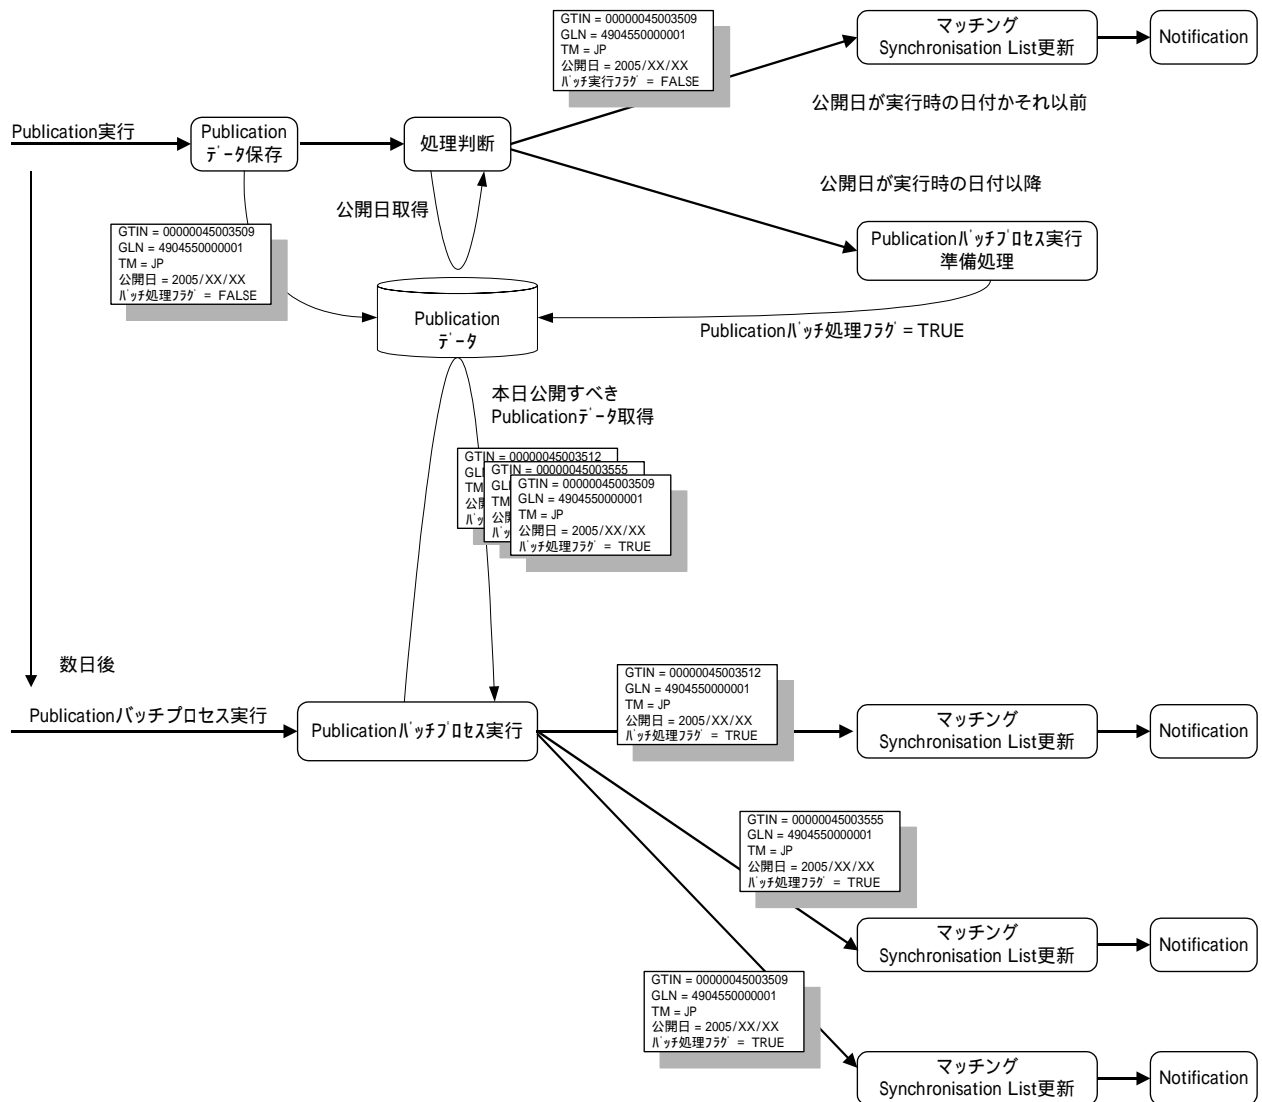 GTIN = 00000045003509
GLN = 4904550000001
TM = JP
公開日 = 2005/XX/XX
ﾊﾞｯﾁ実行フラグ = FALSE
マッチング
Synchronisation List更新
Notification
公開日が実行時の日付かそれ以前
Publication実行
Publication
ﾃﾞｰﾀ保存
処理判断
公開日が実行時の日付以降
公開日取得
GTIN = 00000045003509
GLN = 4904550000001
TM = JP
公開日 = 2005/XX/XX
ﾊﾞｯﾁ処理ﾌﾗｸﾞ = FALSE
Publicationﾊﾞｯﾁﾌﾟﾛｾｽ実行
準備処理
Publication
ﾃﾞｰﾀ
Publicationﾊﾞｯﾁ処理ﾌﾗｸﾞ = TRUE
本日公開すべき
Publicationﾃﾞｰﾀ取得
GTIN = 00000045003512
GL
TM
公開
ﾊﾞｯ
GTIN = 00000045003555
GL
TM
公開
ﾊﾞｯ
GTIN = 00000045003509
GLN = 4904550000001
TM = JP
公開日 = 2005/XX/XX
ﾊﾞｯﾁ処理ﾌﾗｸﾞ = TRUE
数日後
Publicationバッチプロセス実行
Publicationﾊﾞｯﾁﾌﾟﾛｾｽ実行
GTIN = 00000045003512
GLN = 4904550000001
TM = JP
公開日 = 2005/XX/XX
ﾊﾞｯﾁ処理ﾌﾗｸﾞ = TRUE
マッチング
Synchronisation List更新
Notification
GTIN = 00000045003555
GLN = 4904550000001
TM = JP
公開日 = 2005/XX/XX
ﾊﾞｯﾁ処理ﾌﾗｸﾞ = TRUE
マッチング
Synchronisation List更新
Notification
GTIN = 00000045003509
GLN = 4904550000001
TM = JP
公開日 = 2005/XX/XX
ﾊﾞｯﾁ処理ﾌﾗｸﾞ = TRUE
マッチング
Synchronisation List更新
Notification